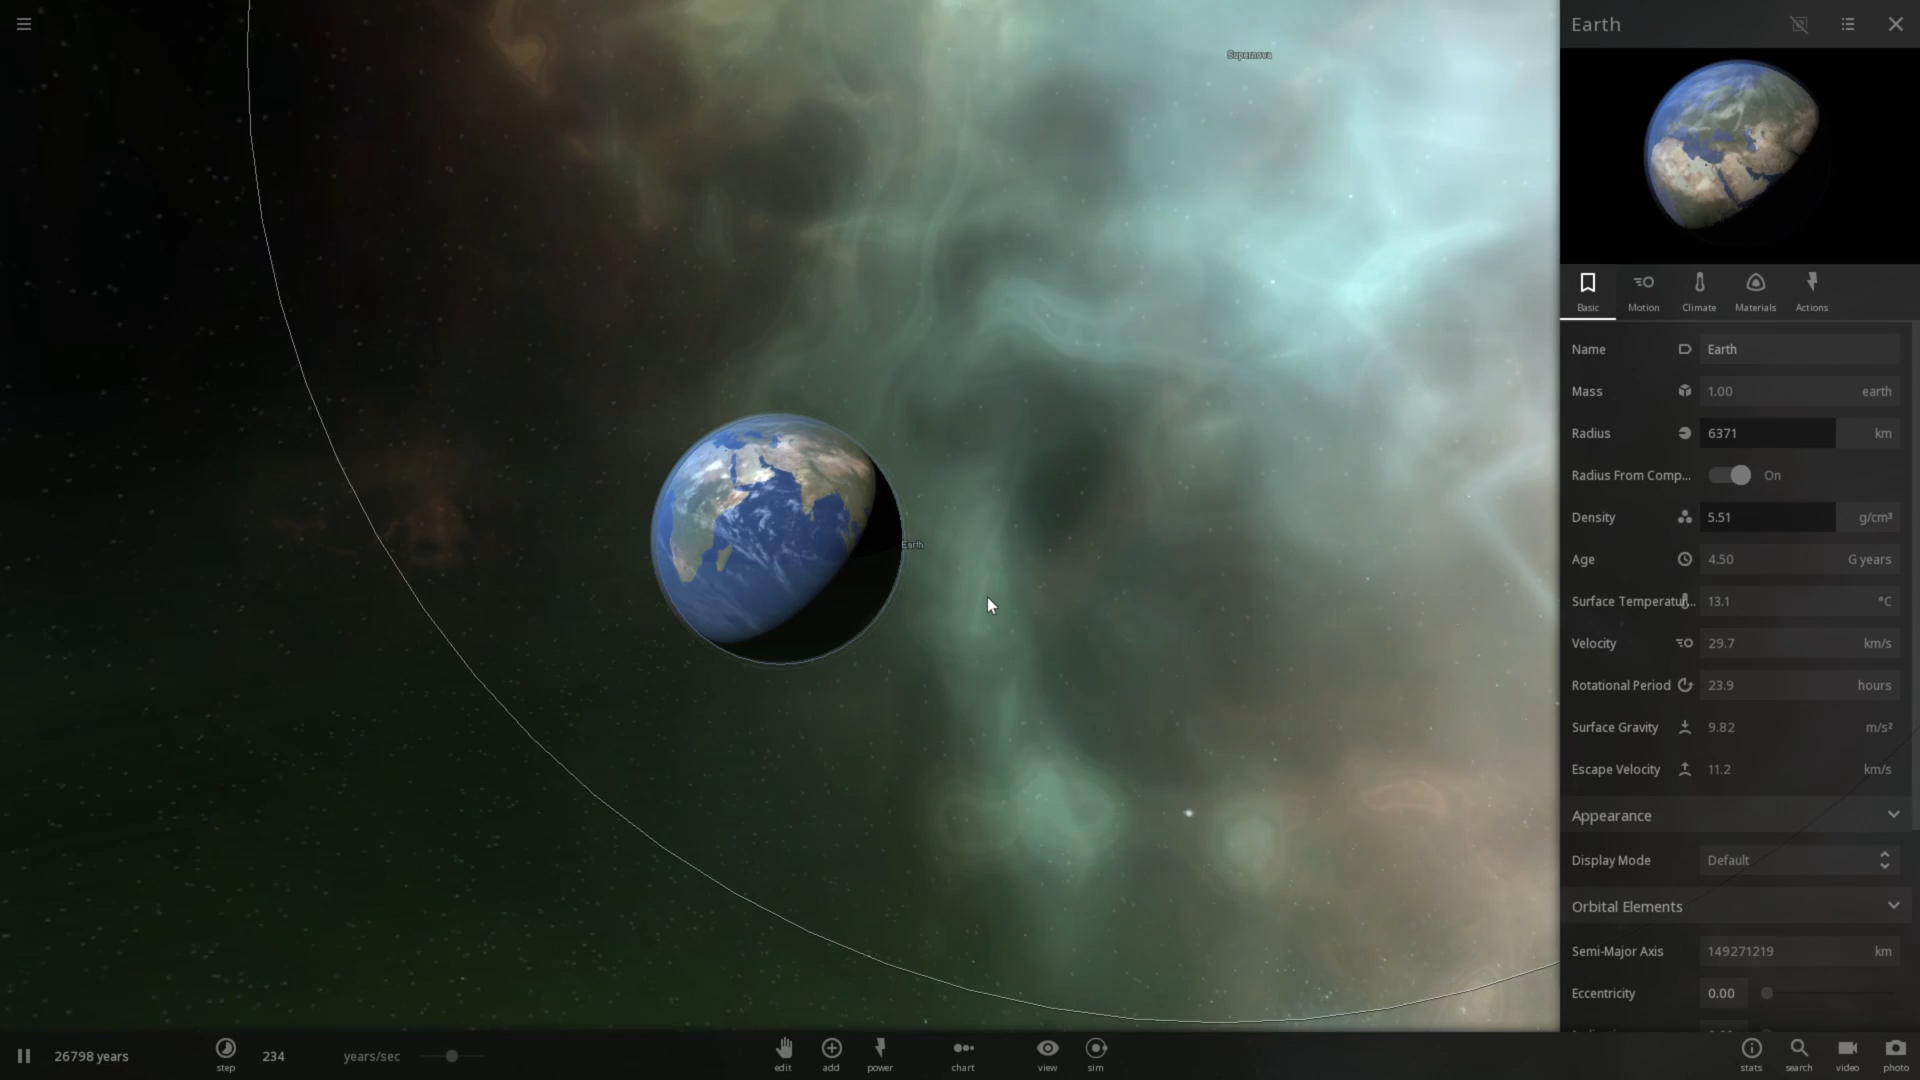 Earth
Supernova
Basic
Motion
Climate
Materials
Actions
Name Earth
Mass 1.00 earth
Radius 6371 km
Radius From Comp... On
Density 5.51 g/cm³
Earth
Age 4.50 G years
Surface Temperatur... 13.1 °C
Velocity 29.7 km/s
Rotational Period 23.9 hours
Surface Gravity 9.82 m/s²
Escape Velocity 11.2 km/s
Appearance
Display Mode Default
Orbital Elements
Semi-Major Axis 149271219 km
Eccentricity 0.00
26798 years
step
234 years/sec
edit
add
power
chart
view
sim
stats
search
video
photo